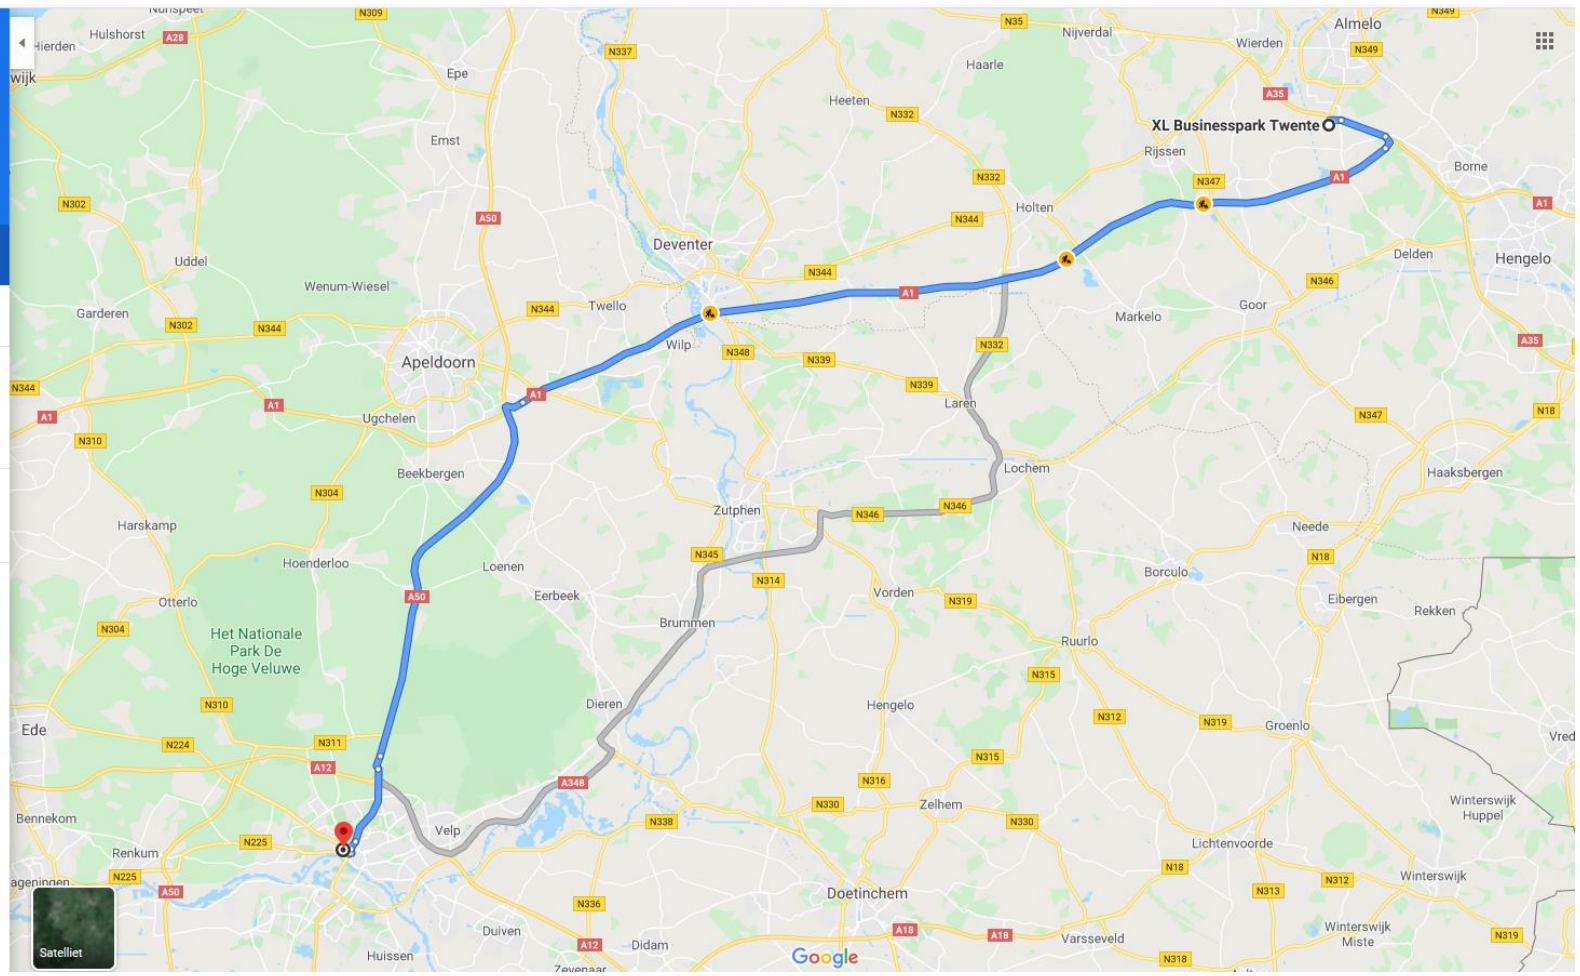 Nunspeet
N309
N35
N349
Hulshorst
A28
Hierden
Nijverdal
Almelo
Wierden
N349
N337
wijk
Epe
Haarle
A35
Heeten
N332
XL Businesspark Twente
Emst
Rijssen
Borne
N332
N347
A1
N302
A50
N344
Holten
A1
Deventer
Delden
Hengelo
Uddel
N344
N346
Wenum-Wiesel
A1
Twello
Goor
Garderen
N344
Markelo
N302
N344
A35
Wilp
N332
N348
N339
Apeldoorn
N344
N339
A1
A1
Laren
N18
A1
Ugchelen
N347
N310
Beekbergen
Lochem
Haaksbergen
N304
Zutphen
N346
N346
Harskamp
Neede
N345
N18
Hoenderloo
Loenen
Borculo
N314
A50
Eerbeek
Vorden
N319
Eibergen
Rekken
Otterlo
N304
Brummen
Het Nationale
Park De
Hoge Veluwe
Ruurlo
N315
N310
Dieren
Hengelo
N312
N319
Groenlo
Ede
N224
N311
Vred
N315
A12
A348
N316
Winterswijk
Huppel
N330
Zelhem
Bennekom
N338
N330
Velp
N225
Lichtenvoorde
Renkum
N18
N225
Winterswijk
ageningen
A50
N312
N313
Doetinchem
N336
Winterswijk
Miste
Duiven
A18
A18
Varsseveld
N319
Satelliet
A12
Didam
Huissen
Google
N318
Zevenaar